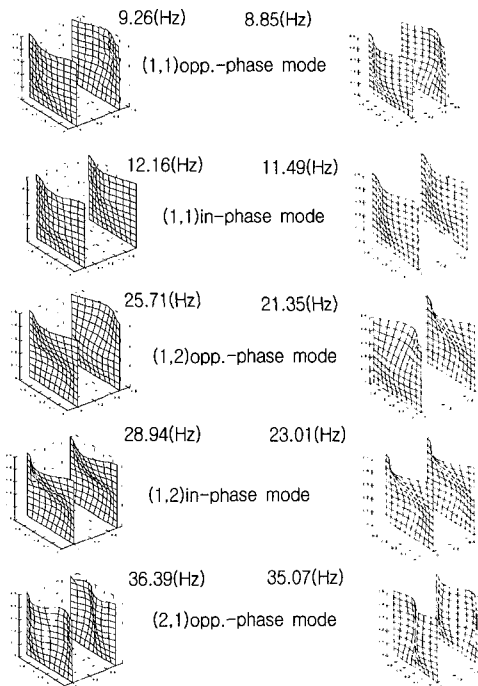 9.26(Hz) 8.85(Hz)
(1,1)opp.-phase mode
12.16(Hz) 11.49(Hz)
(1,1)in-phase mode
25.71(Hz) 21.35(Hz)
(1,2)opp.-phase mode
28.94(Hz) 23.01(Hz)
(1,2)in-phase mode
36.39(Hz) 35.07(Hz)
(2,1)opp.-phase mode